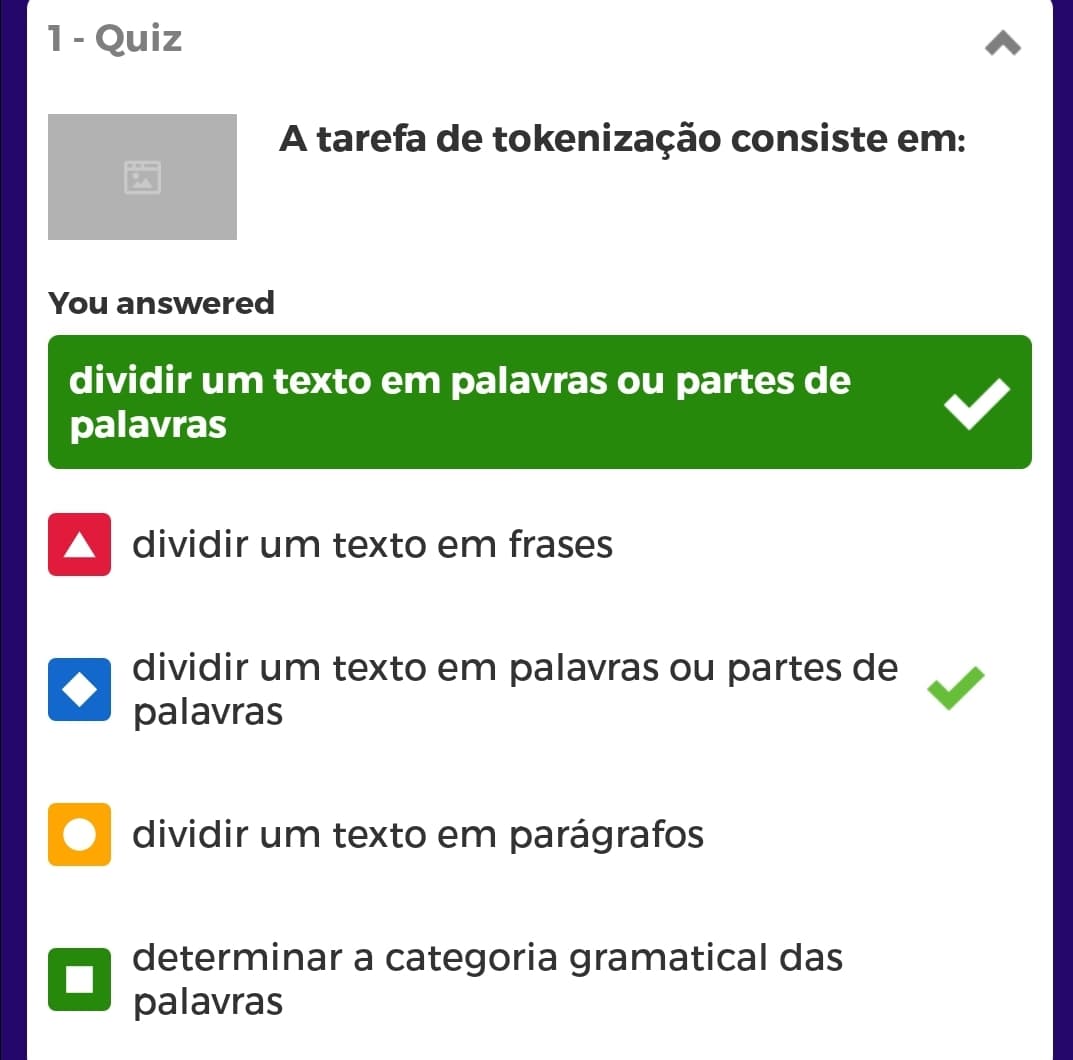 1 - Quiz
A tarefa de tokenização consiste em:
You answered
dividir um texto em palavras ou partes de
palavras
dividir um texto em frases
dividir um texto em palavras ou partes de
palavras
dividir um texto em parágrafos
determinar a categoria gramatical das
palavras